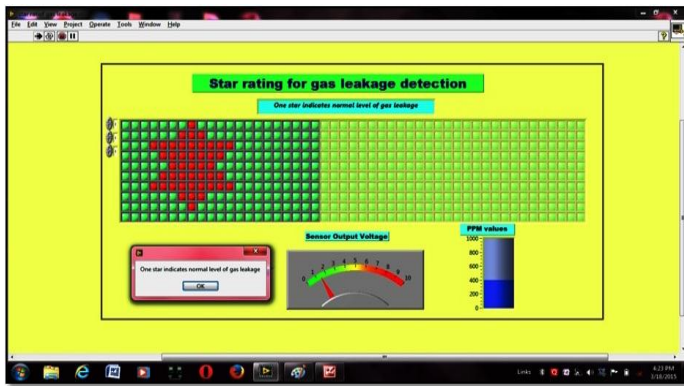 File Edit View Project Operate Tools Window Help
Star rating for gas leakage detection
One star indicates normal level of gas leakage
Sensor Output Voltage
0 1 2 3 4 5 6 7 8 9 10
PPM values
1000
800
600
400
200
0
One star indicates normal level of gas leakage
OK
Links
4:23 PM
3/18/2015